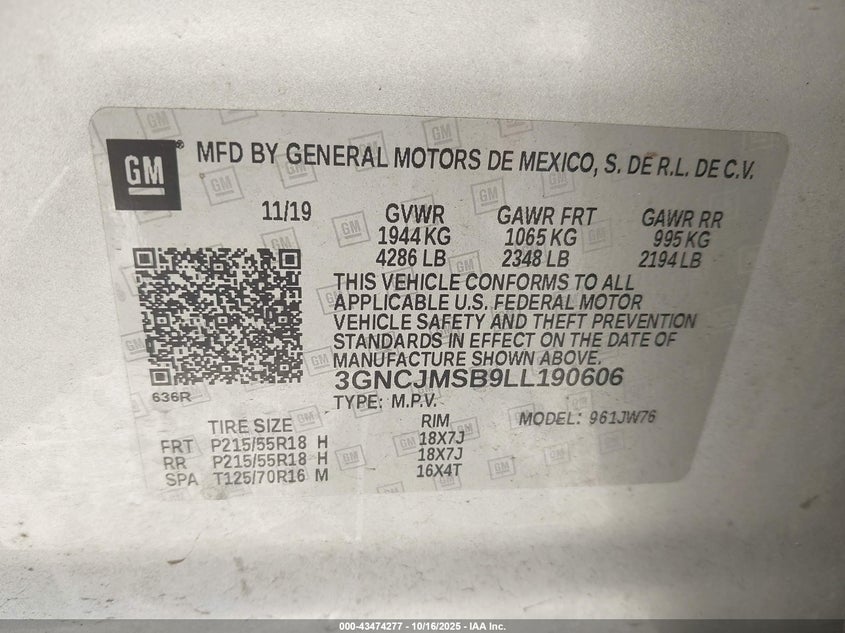 GM® MFD BY GENERAL MOTORS DE MEXICO, S. DE R.L. DE C.V.
11/19 GVWR GAWR FRT GAWR RR
1944 KG 1065 KG 995 KG
4286 LB 2348 LB 2194 LB
THIS VEHICLE CONFORMS TO ALL
APPLICABLE U.S. FEDERAL MOTOR
VEHICLE SAFETY AND THEFT PREVENTION
STANDARDS IN EFFECT ON THE DATE OF
MANUFACTURE SHOWN ABOVE.
3GNCJMSB9LL190606
636R TYPE: M.P.V. MODEL: 961JW76
TIRE SIZE RIM
FRT P215/55R18 H 18X7J
RR P215/55R18 H 18X7J
SPA T125/70R16 M 16X4T
000-43474277 - 10/16/2025 - IAA Inc.